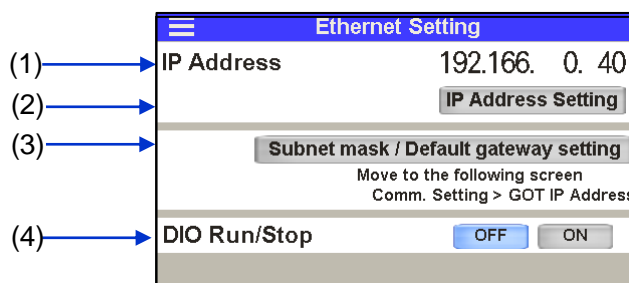 Ethernet Setting
(1) IP Address 192.166. 0. 40
(2) IP Address Setting
(3) Subnet mask / Default gateway setting
Move to the following screen
Comm. Setting > GOT IP Address
(4) DIO Run/Stop OFF ON